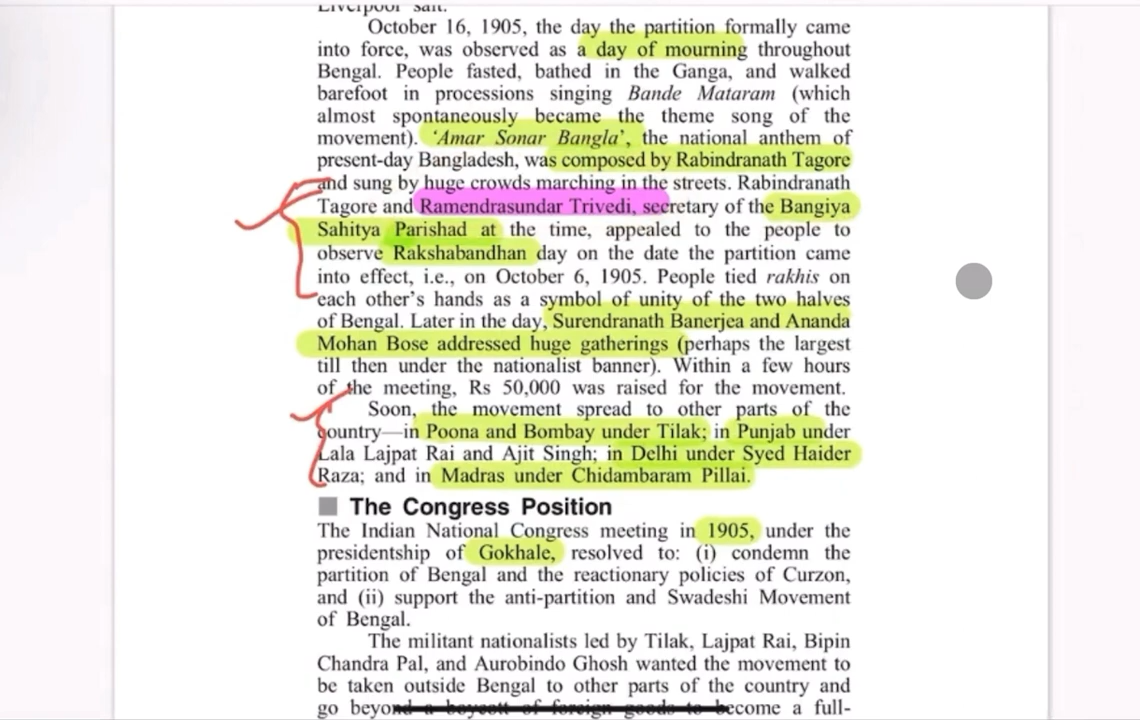 Liverpool salt.
October 16, 1905, the day the partition formally came
into force, was observed as a day of mourning throughout
Bengal. People fasted, bathed in the Ganga, and walked
barefoot in processions singing Bande Mataram (which
almost spontaneously became the theme song of the
movement). ‘Amar Sonar Bangla’, the national anthem of
present-day Bangladesh, was composed by Rabindranath Tagore
and sung by huge crowds marching in the streets. Rabindranath
Tagore and Ramendrasundar Trivedi, secretary of the Bangiya
Sahitya Parishad at the time, appealed to the people to
observe Rakshabandhan day on the date the partition came
into effect, i.e., on October 6, 1905. People tied rakhis on
each other’s hands as a symbol of unity of the two halves
of Bengal. Later in the day, Surendranath Banerjea and Ananda
Mohan Bose addressed huge gatherings (perhaps the largest
till then under the nationalist banner). Within a few hours
of the meeting, Rs 50,000 was raised for the movement.
Soon, the movement spread to other parts of the
country—in Poona and Bombay under Tilak; in Punjab under
Lala Lajpat Rai and Ajit Singh; in Delhi under Syed Haider
Raza; and in Madras under Chidambaram Pillai.
The Congress Position
The Indian National Congress meeting in 1905, under the
presidentship of Gokhale, resolved to: (i) condemn the
partition of Bengal and the reactionary policies of Curzon,
and (ii) support the anti-partition and Swadeshi Movement
of Bengal.
The militant nationalists led by Tilak, Lajpat Rai, Bipin
Chandra Pal, and Aurobindo Ghosh wanted the movement to
be taken outside Bengal to other parts of the country and
go beyond a boycott of foreign goods to become a full-